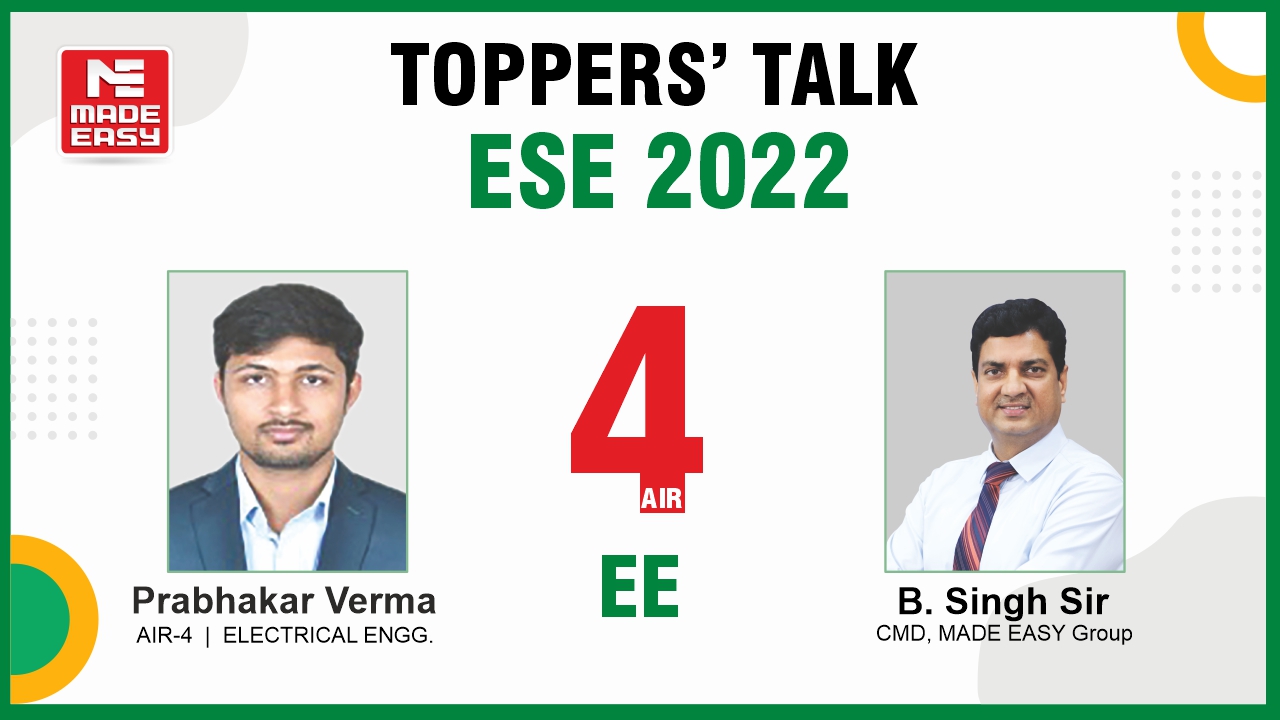 ME
MADE
EASY
TOPPERS’ TALK
ESE 2022
4
AIR
EE
Prabhakar Verma
AIR-4 | ELECTRICAL ENGG.
B. Singh Sir
CMD, MADE EASY Group